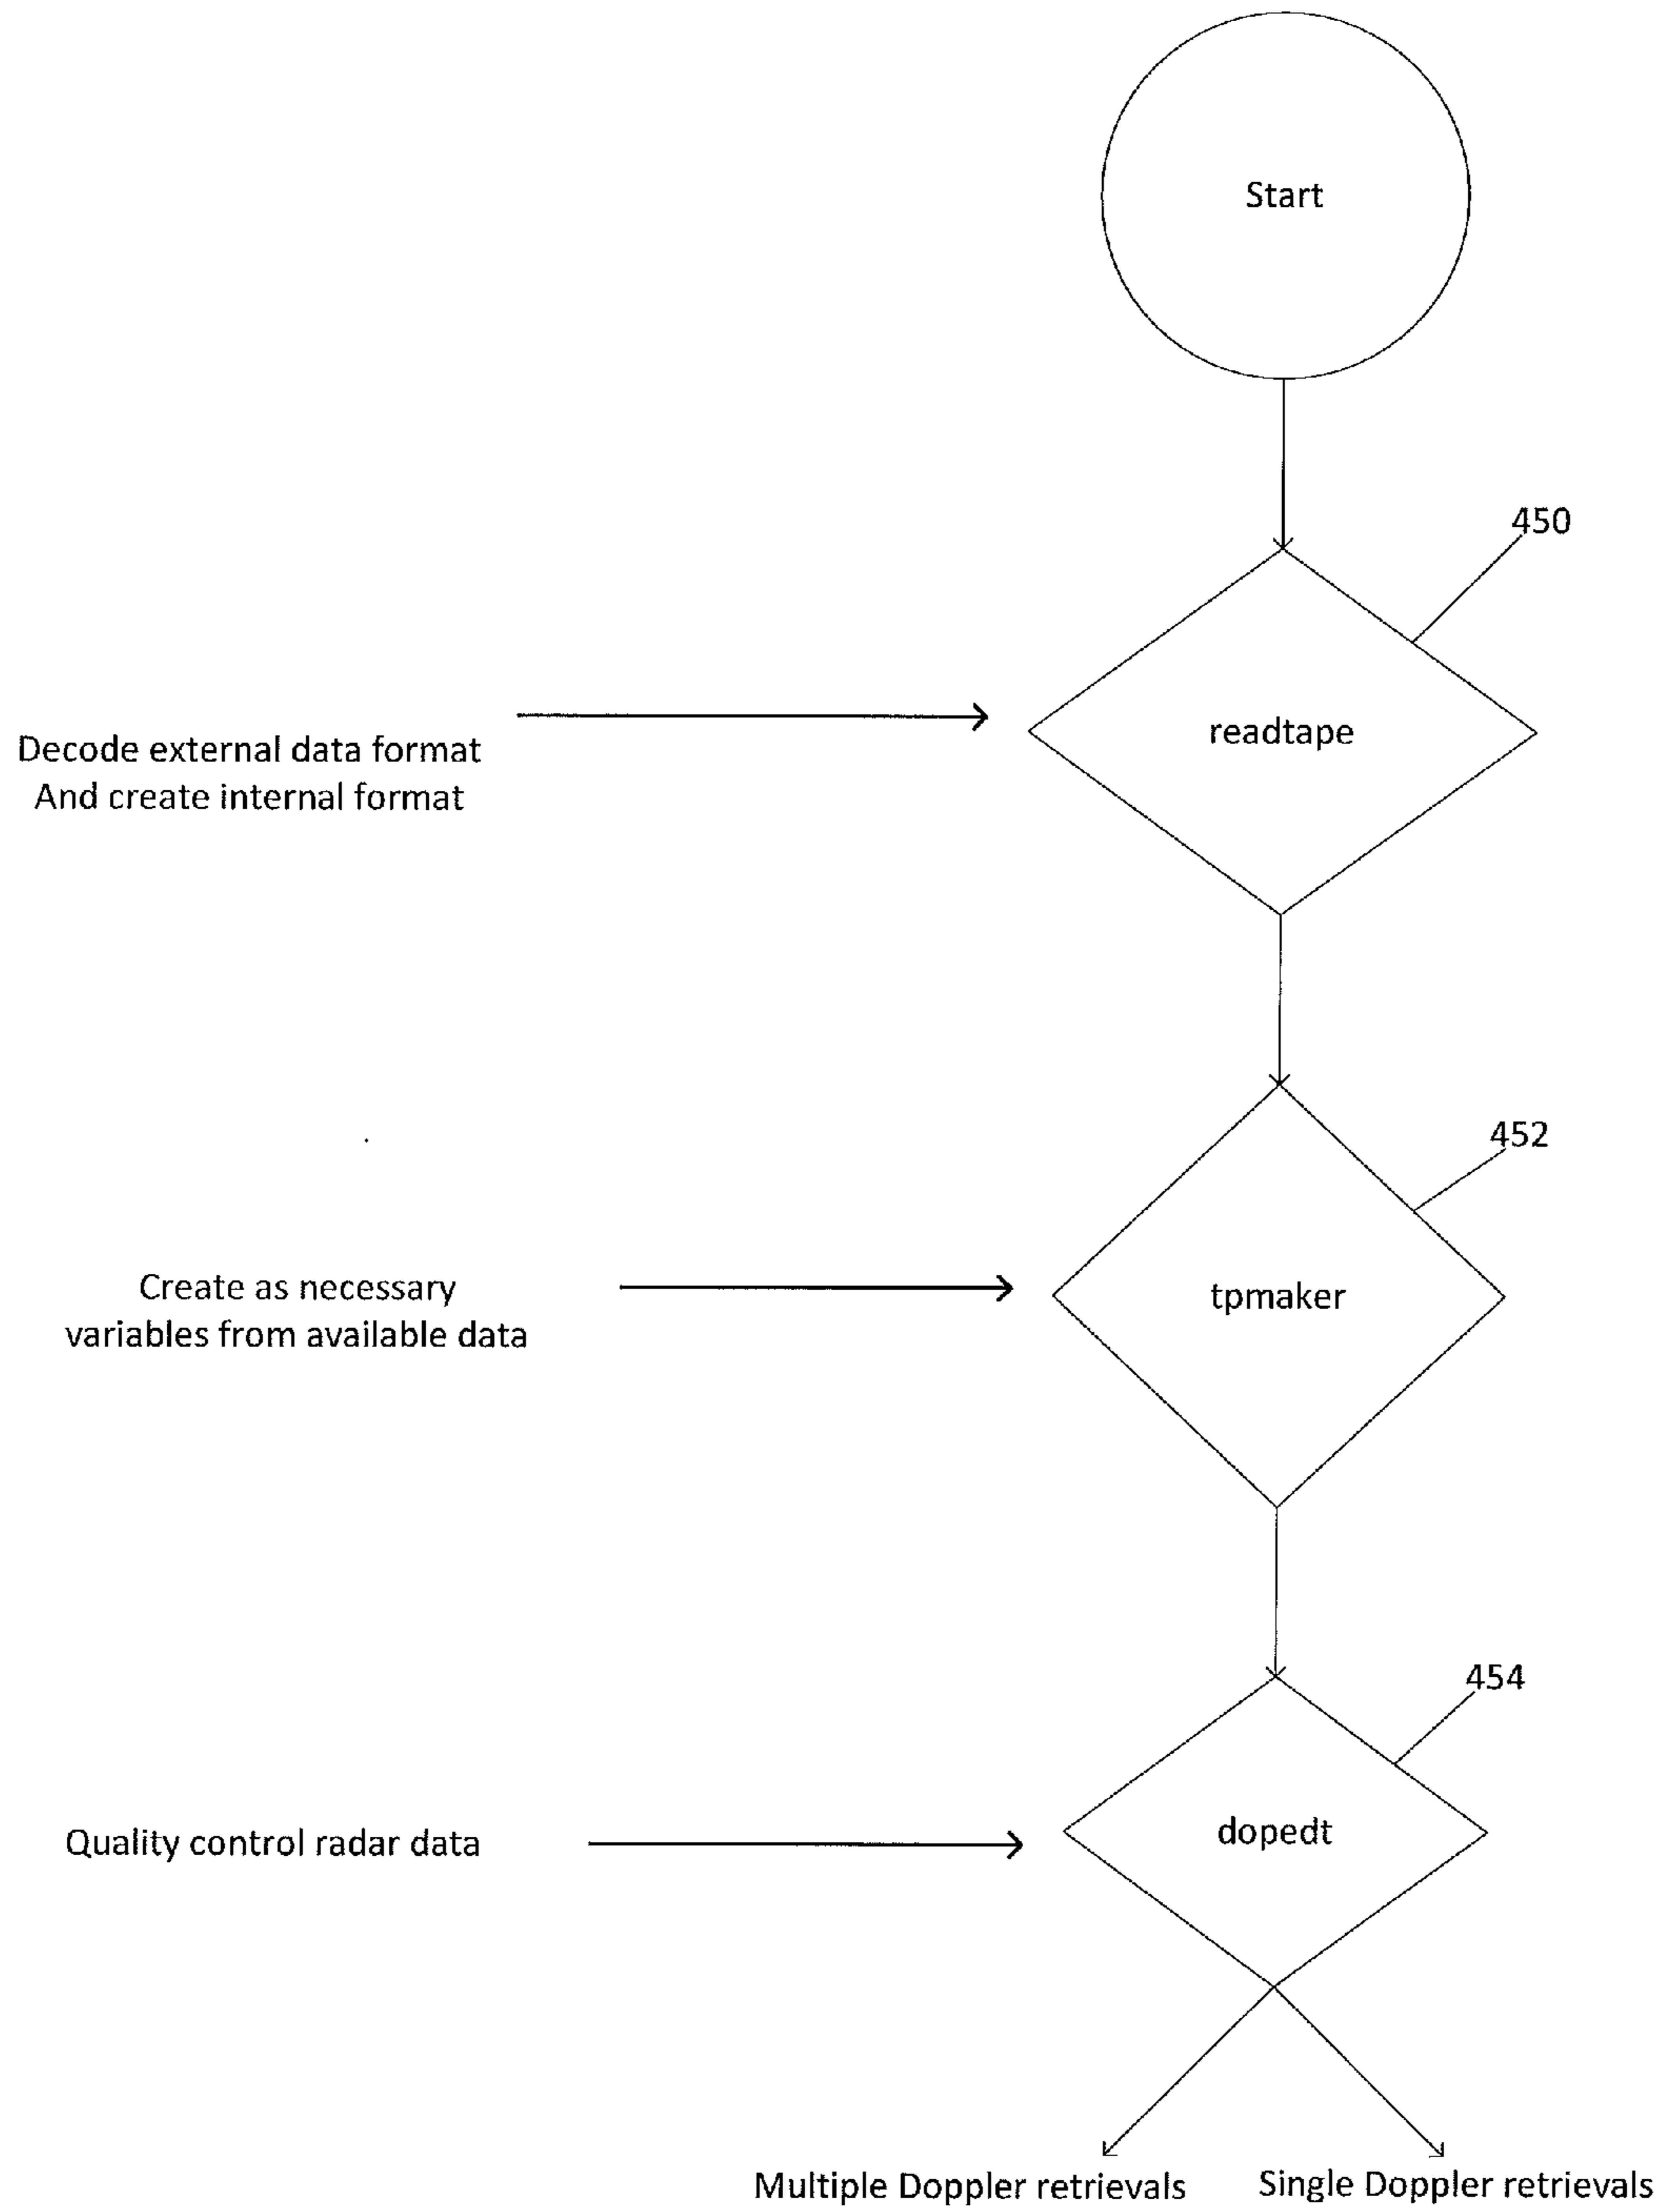 Start
450
readtape
Decode external data format
And create internal format
452
tpmaker
Create as necessary
variables from available data
454
dopedt
Quality control radar data
Multiple Doppler retrievals
Single Doppler retrievals